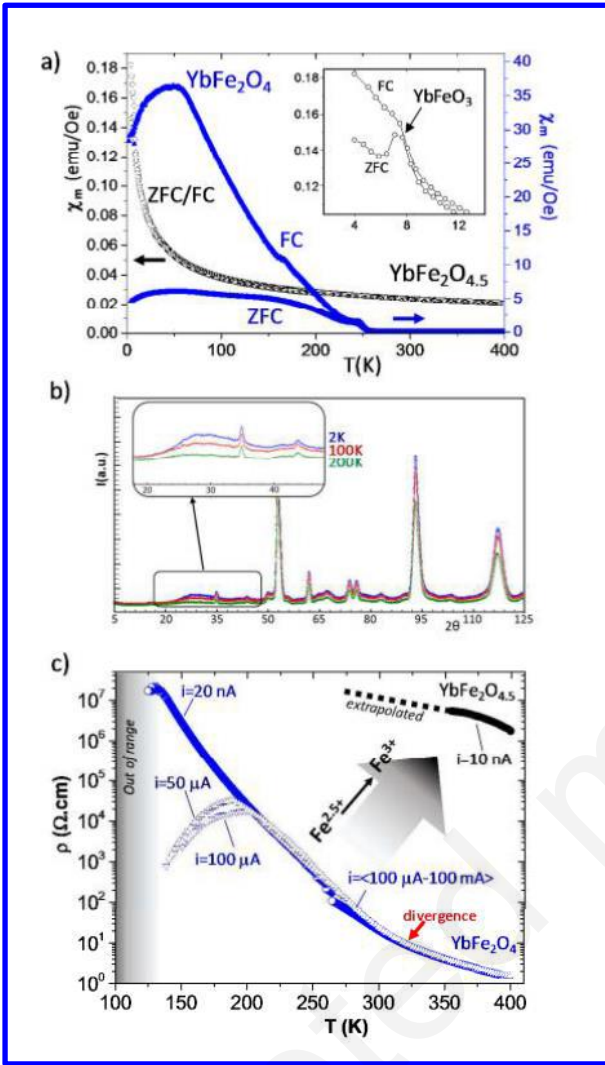 a)
YbFe2O4
χm (emu/Oe)
0.18
0.16
0.14
0.12
0.10
0.08
0.06
0.04
0.02
0.00
0
100
200
300
400
T(K)
40
35
30
25
20
15
10
5
0
χm (emu/Oe)
ZFC/FC
FC
ZFC
YbFe2O4.5
0.18
0.16
0.14
0.12
4
8
12
FC
ZFC
YbFeO3
b)
I(a.u.)
20
30
40
2K
100K
200K
5
25
45
65
85
105
2θ
125
c)
ρ (Ω.cm)
10^7
10^6
10^5
10^4
10^3
10^2
10^1
10^0
Out of range
i=20 nA
i=50 µA
i=100 µA
YbFe2O4.5
extrapolated
i=10 nA
Fe2.5+
Fe3+
i=<100 µA-100 mA>
divergence
YbFe2O4
100
150
200
250
300
350
400
T (K)